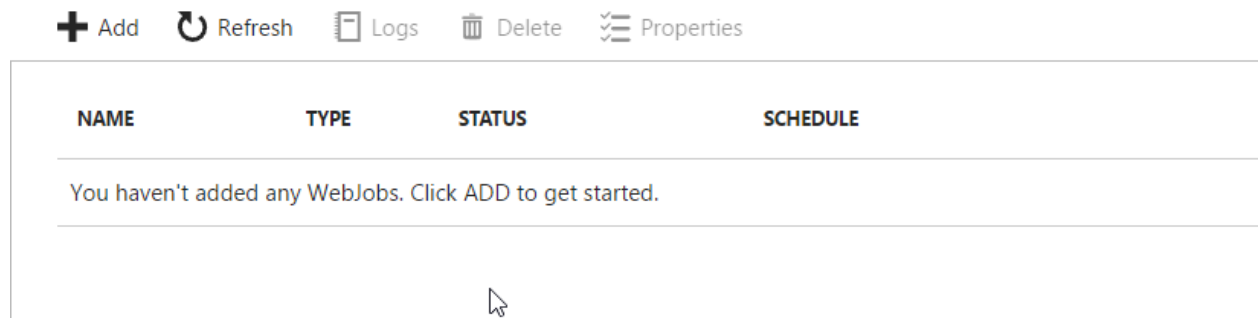 Add Refresh Logs Delete Properties
NAME TYPE STATUS SCHEDULE
You haven't added any WebJobs. Click ADD to get started.